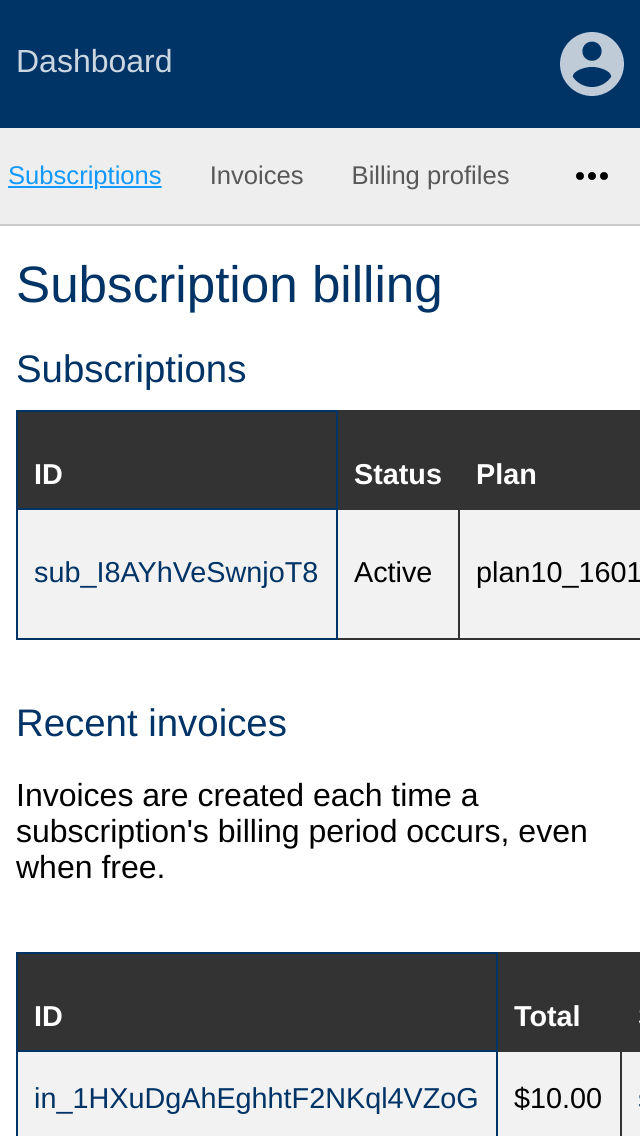 Dashboard
Subscriptions Invoices Billing profiles •••
Subscription billing
Subscriptions
ID Status Plan
sub_I8AYhVeSwnjoT8 Active plan10_1601
Recent invoices
Invoices are created each time a
subscription's billing period occurs, even
when free.
ID Total
in_1HXuDgAhEghhtF2NKql4VZoG $10.00